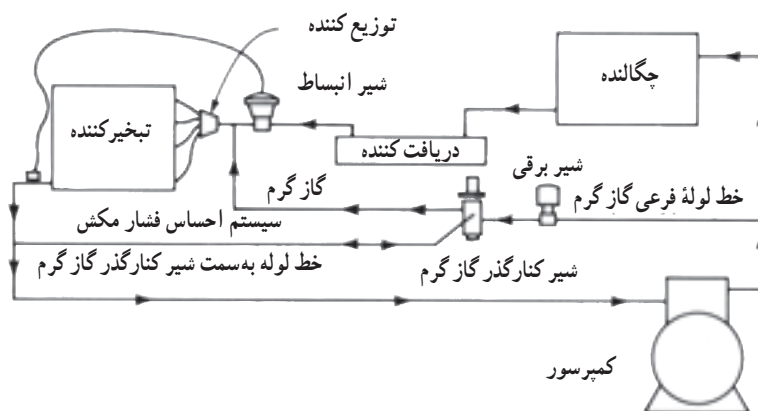 توزیع کننده
چگالنده
شیر انبساط
تبخیرکننده
دریافت کننده
شیر برقی
گاز گرم
خط لولهٔ فرعی گاز گرم
سیستم احساس فشار مکش
خط لوله به‌سمت شیر کنارگذر گاز گرم
شیر کنارگذر گاز گرم
کمپرسور